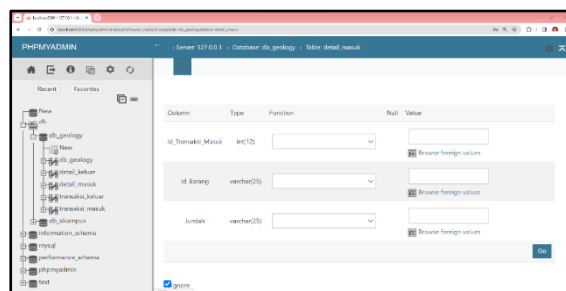 PHPMYADMIN
Server: 127.0.0.1 » Database: db_geology » Table: detail_masuk
Recent Favorites
New
db
db_geology
New
db_geology
detail_keluar
detail_masuk
transaksi_keluar
transaksi_masuk
db_sikampus
information_schema
mysql
performance_schema
phpmyadmin
test
Column Type Function Null Value
Id_Transaksi_Masuk int(12)
Browse foreign values
Id_Barang varchar(25)
Browse foreign values
Jumlah varchar(25)
Browse foreign values
Go
Ignore